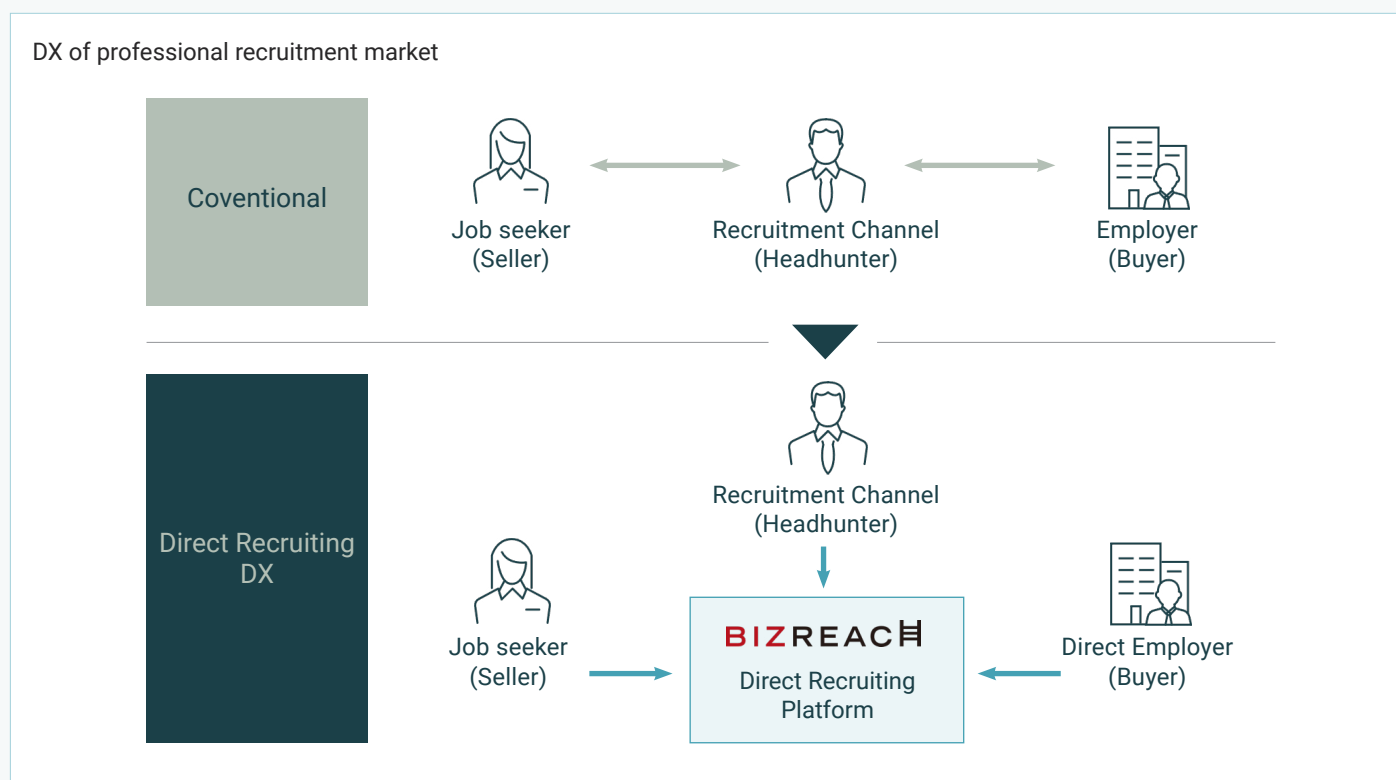 DX of professional recruitment market
Coventional
Job seeker
(Seller)
Recruitment Channel
(Headhunter)
Employer
(Buyer)
Recruitment Channel
(Headhunter)
Direct Recruiting
DX
Job seeker
(Seller)
BIZREACH
Direct Recruiting
Platform
Direct Employer
(Buyer)